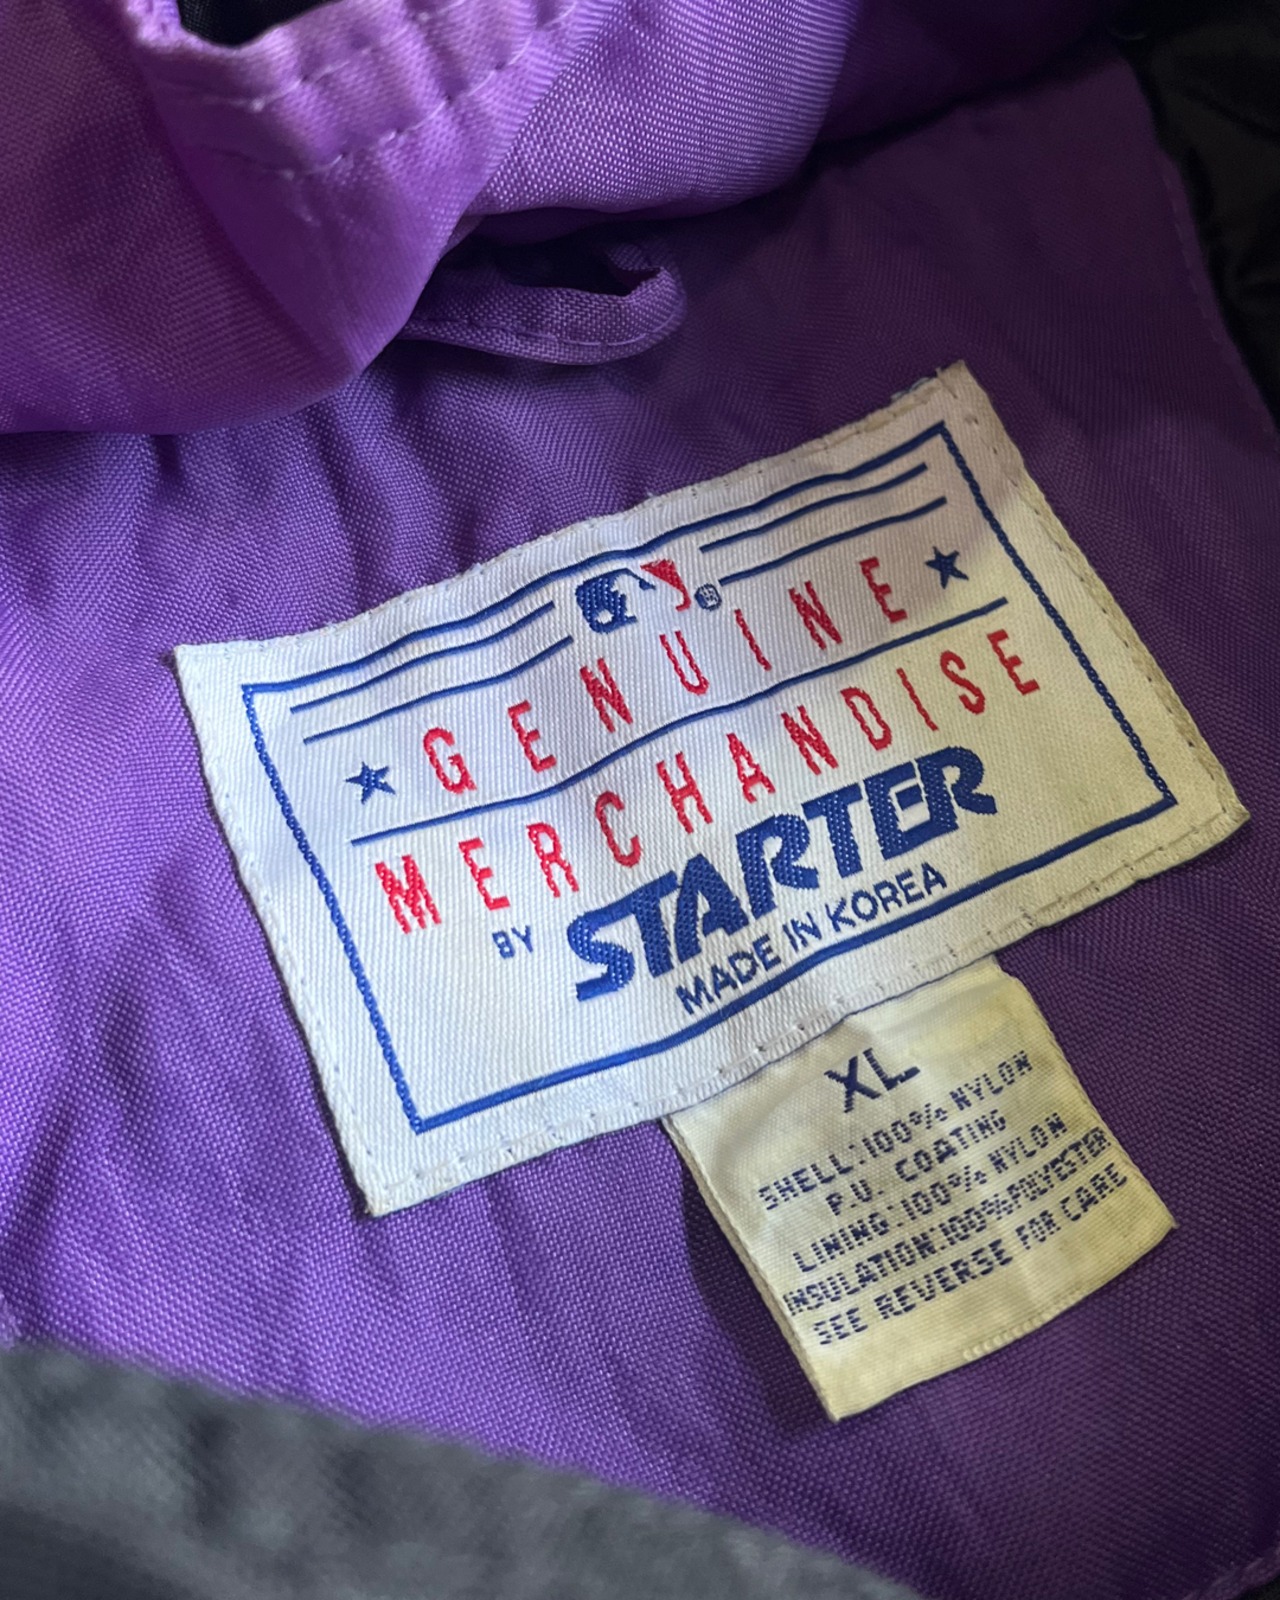 GENUINE
MERCHANDISE
BY STARTER
MADE IN KOREA
XL
SHELL:100% NYLON
P.U. COATING
LINING:100% NYLON
INSULATION:100%POLYESTER
SEE REVERSE FOR CARE